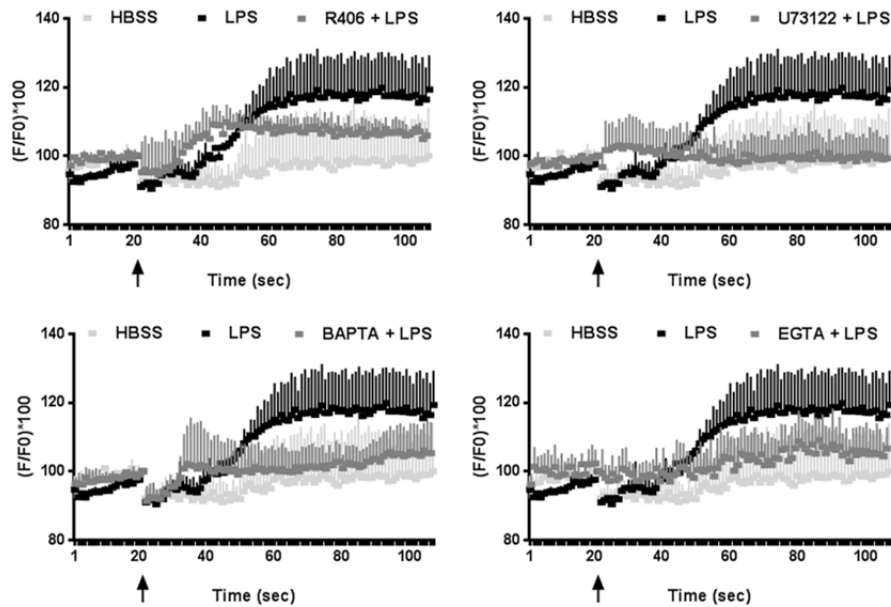 HBSS LPS R406 + LPS
(F/F0)*100
140
120
100
80
1 20 40 60 80 100
Time (sec)
HBSS LPS U73122 + LPS
(F/F0)*100
140
120
100
80
1 20 40 60 80 100
Time (sec)
HBSS LPS BAPTA + LPS
(F/F0)*100
140
120
100
80
1 20 40 60 80 100
Time (sec)
HBSS LPS EGTA + LPS
(F/F0)*100
140
120
100
80
1 20 40 60 80 100
Time (sec)